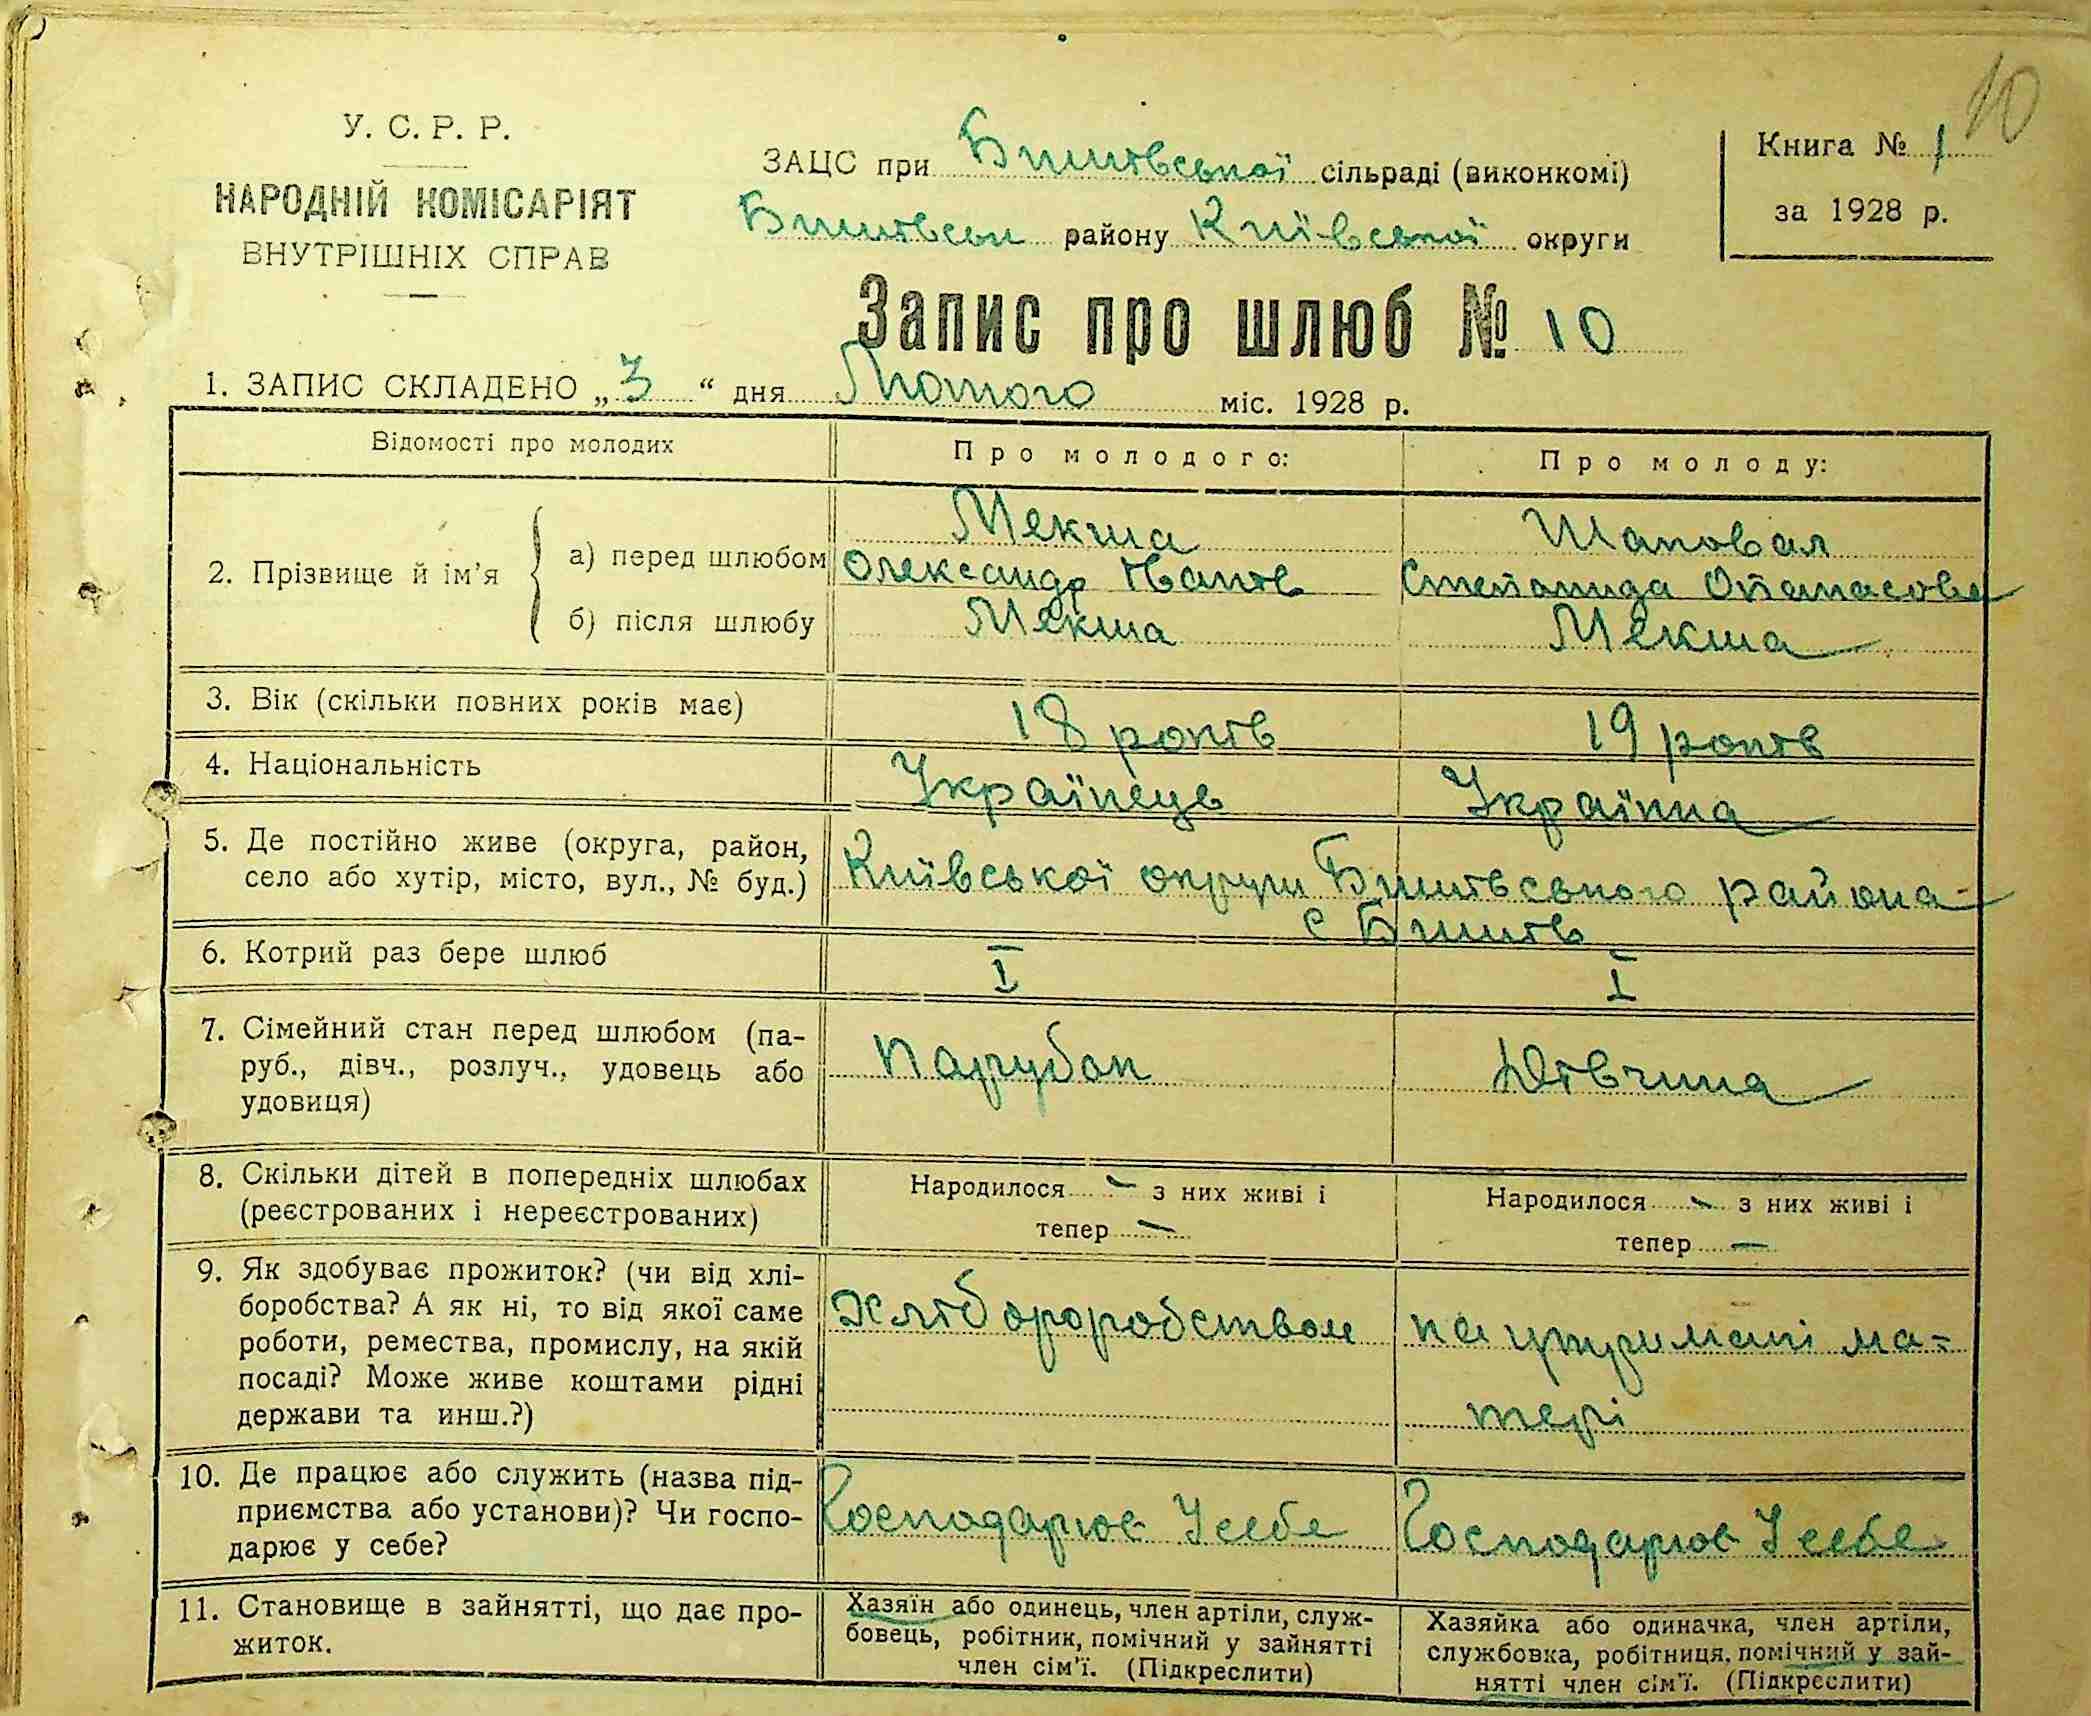 10
У. С. Р. Р.
НАРОДНІЙ КОМІСАРІЯТ
ВНУТРІШНІХ СПРАВ
ЗАЦС при Бишівської сільраді (виконкомі)
Бишівськ району Київської округи
Книга № 1
за 1928 р.
Запис про шлюб № 10
1. ЗАПИС СКЛАДЕНО „3“ дня Лютого міс. 1928 р.
Відомості про молодих
Про молодого:
Про молоду:
2. Прізвище й ім’я
а) перед шлюбом
Мекша
Олександр Іванів
Шаповал
Степанида Опанасова
б) після шлюбу
Мекша
Мекша
3. Вік (скільки повних років має)
18 років
19 років
4. Національність
Українець
Українка
5. Де постійно живе (округа, район,
село або хутір, місто, вул., № буд.)
Київської округи Бишівського района
с Бишів
6. Котрий раз бере шлюб
I
I
7. Сімейний стан перед шлюбом (па-
руб., дівч., розлуч., удовець або
удовиця)
Парубок
Дівчина
8. Скільки дітей в попередніх шлюбах
(реєстрованих і нереєстрованих)
Народилося — з них живі і
тепер —
Народилося — з них живі і
тепер —
9. Як здобуває прожиток? (чи від хлі-
боробства? А як ні, то від якої саме
роботи, ремества, промислу, на якій
посаді? Може живе коштами рідні
держави та инш.?)
Хліборобством
на утримані ма-
тері
10. Де працює або служить (назва під-
приємства або установи)? Чи госпо-
дарює у себе?
Господарює У себе
Господарює У себе
11. Становище в зайнятті, що дає про-
житок.
Хазяїн або одинець, член артіли, служ-
бовець, робітник, помічний у зайнятті
член сім’ї. (Підкреслити)
Хазяйка або одиначка, член артіли,
службовка, робітниця, помічний у зай-
нятті член сім’ї. (Підкреслити)